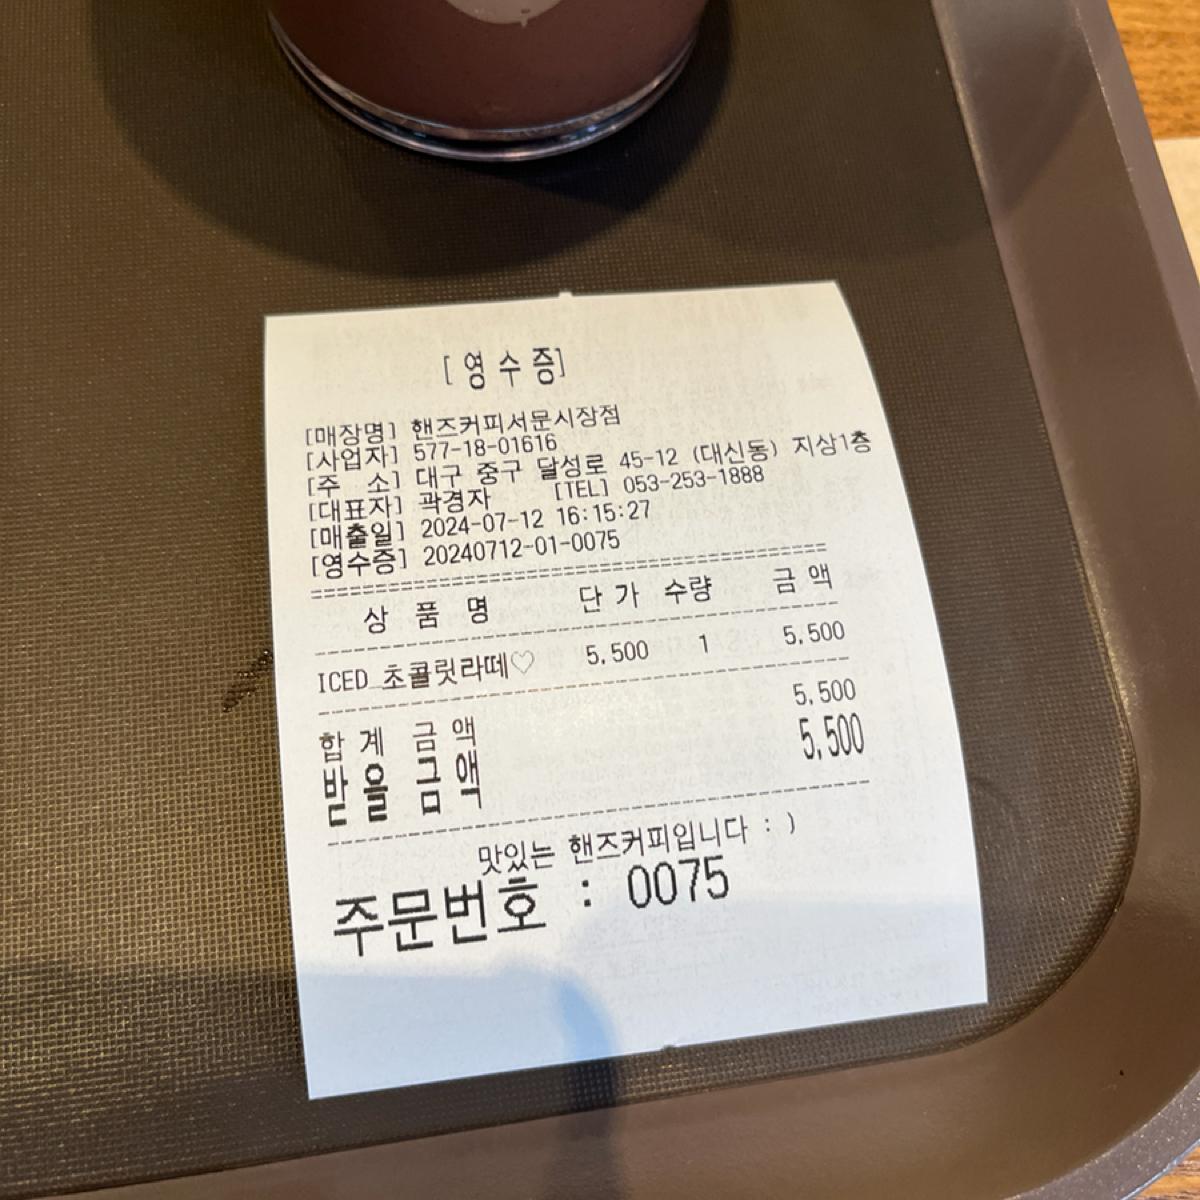 [영수증]
[매장명] 핸즈커피서문시장점
[사업자] 577-18-01616
[주 소] 대구 중구 달성로 45-12 (대신동) 지상1층
[대표자] 곽경자 [TEL] 053-253-1888
[매출일] 2024-07-12 16:15:27
[영수증] 20240712-01-0075
상 품 명 단 가 수량 금 액
ICED 초콜릿라떼♡ 5,500 1 5,500
합 계 금 액 5,500
받 을 금 액 5,500
맛있는 핸즈커피입니다 : )
주문번호 : 0075